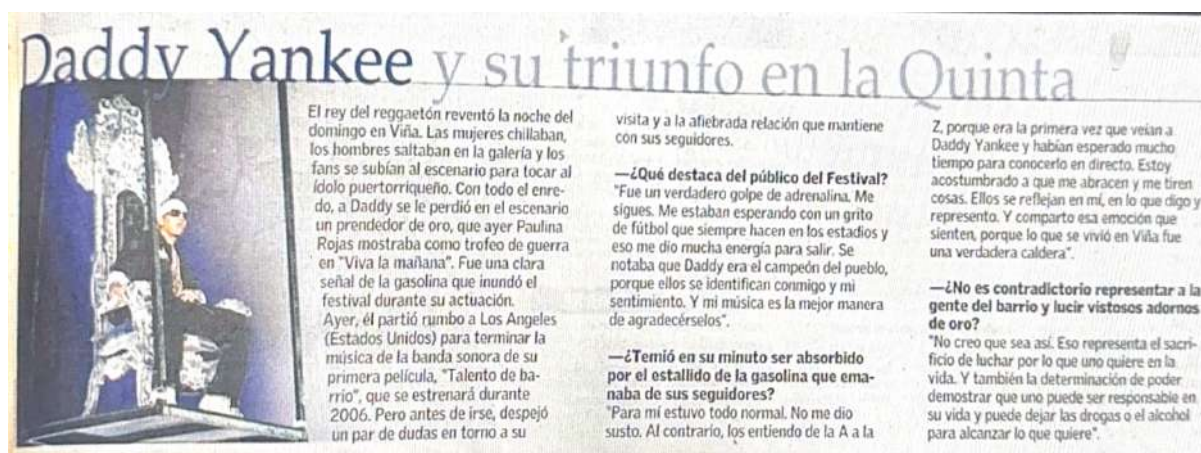 Daddy Yankee y su triunfo en la Quinta
El rey del reggaetón reventó la noche del
domingo en Viña. Las mujeres chillaban,
los hombres saltaban en la galería y los
fans se subían al escenario para tocar al
ídolo puertorriqueño. Con todo el enre-
do, a Daddy se le perdió en el escenario
un prendedor de oro, que ayer Paulina
Rojas mostraba como trofeo de guerra
en "Viva la mañana". Fue una clara
señal de la gasolina que inundó el
festival durante su actuación.
Ayer, él partió rumbo a Los Angeles
(Estados Unidos) para terminar la
música de la banda sonora de su
primera película, "Talento de ba-
rrio", que se estrenará durante
2006. Pero antes de irse, despejó
un par de dudas en torno a su
visita y a la afiebrada relación que mantiene
con sus seguidores.
—¿Qué destaca del público del Festival?
"Fue un verdadero golpe de adrenalina. Me
sigues. Me estaban esperando con un grito
de fútbol que siempre hacen en los estadios y
eso me dio mucha energía para salir. Se
notaba que Daddy era el campeón del pueblo,
porque ellos se identifican conmigo y mi
sentimiento. Y mi música es la mejor manera
de agradecérselos".
—¿Temió en su minuto ser absorbido
por el estallido de la gasolina que ema-
naba de sus seguidores?
"Para mí estuvo todo normal. No me dio
susto. Al contrario, los entiendo de la A a la
Z, porque era la primera vez que veían a
Daddy Yankee y habían esperado mucho
tiempo para conocerlo en directo. Estoy
acostumbrado a que me abracen y me tiren
cosas. Ellos se reflejan en mí, en lo que digo y
represento. Y comparto esa emoción que
sienten, porque lo que se vivió en Viña fue
una verdadera caldera".
—¿No es contradictorio representar a la
gente del barrio y lucir vistosos adornos
de oro?
"No creo que sea así. Eso representa el sacri-
ficio de luchar por lo que uno quiere en la
vida. Y también la determinación de poder
demostrar que uno puede ser responsable en
su vida y puede dejar las drogas o el alcohol
para alcanzar lo que quiere".